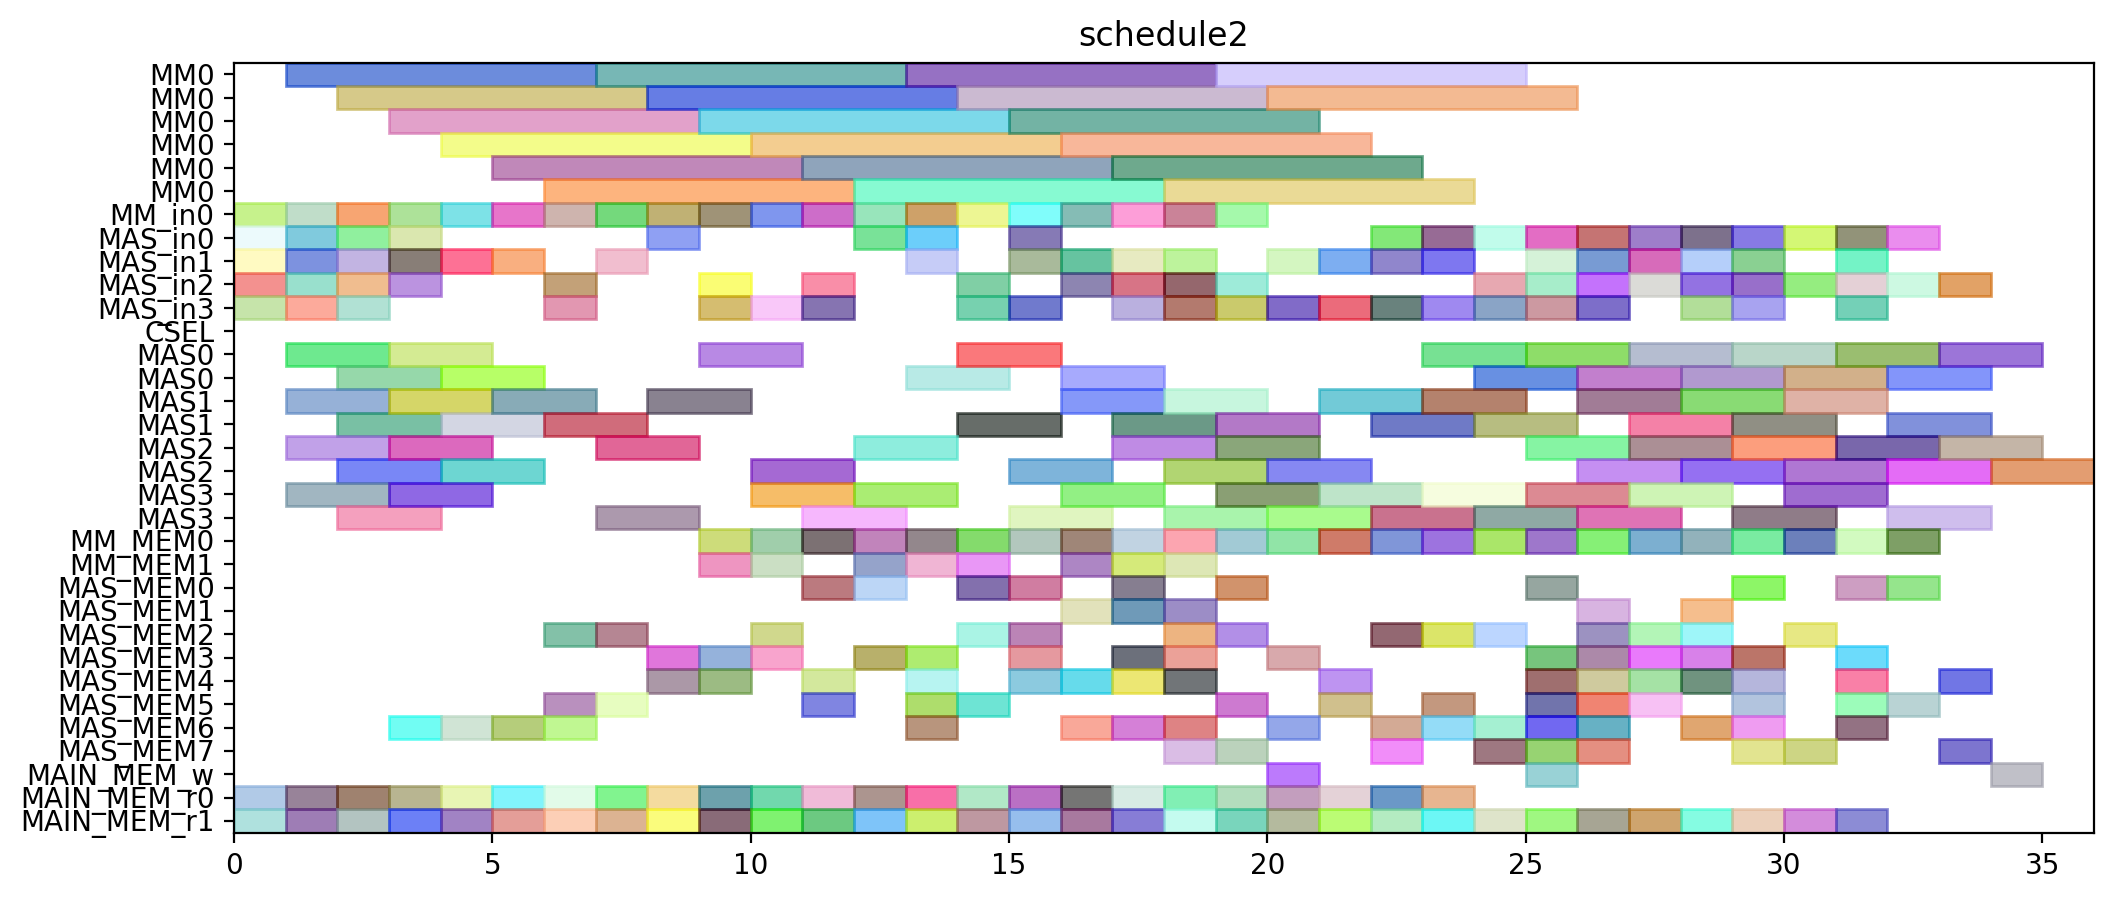 schedule2
MM0
MM0
MM0
MM0
MM0
MM0
MM_in0
MAS_in0
MAS_in1
MAS_in2
MAS_in3
CSEL
MAS0
MAS0
MAS1
MAS1
MAS2
MAS2
MAS3
MAS3
MM_MEM0
MM_MEM1
MAS_MEM0
MAS_MEM1
MAS_MEM2
MAS_MEM3
MAS_MEM4
MAS_MEM5
MAS_MEM6
MAS_MEM7
MAIN_MEM_w
MAIN_MEM_r0
MAIN_MEM_r1
0 5 10 15 20 25 30 35